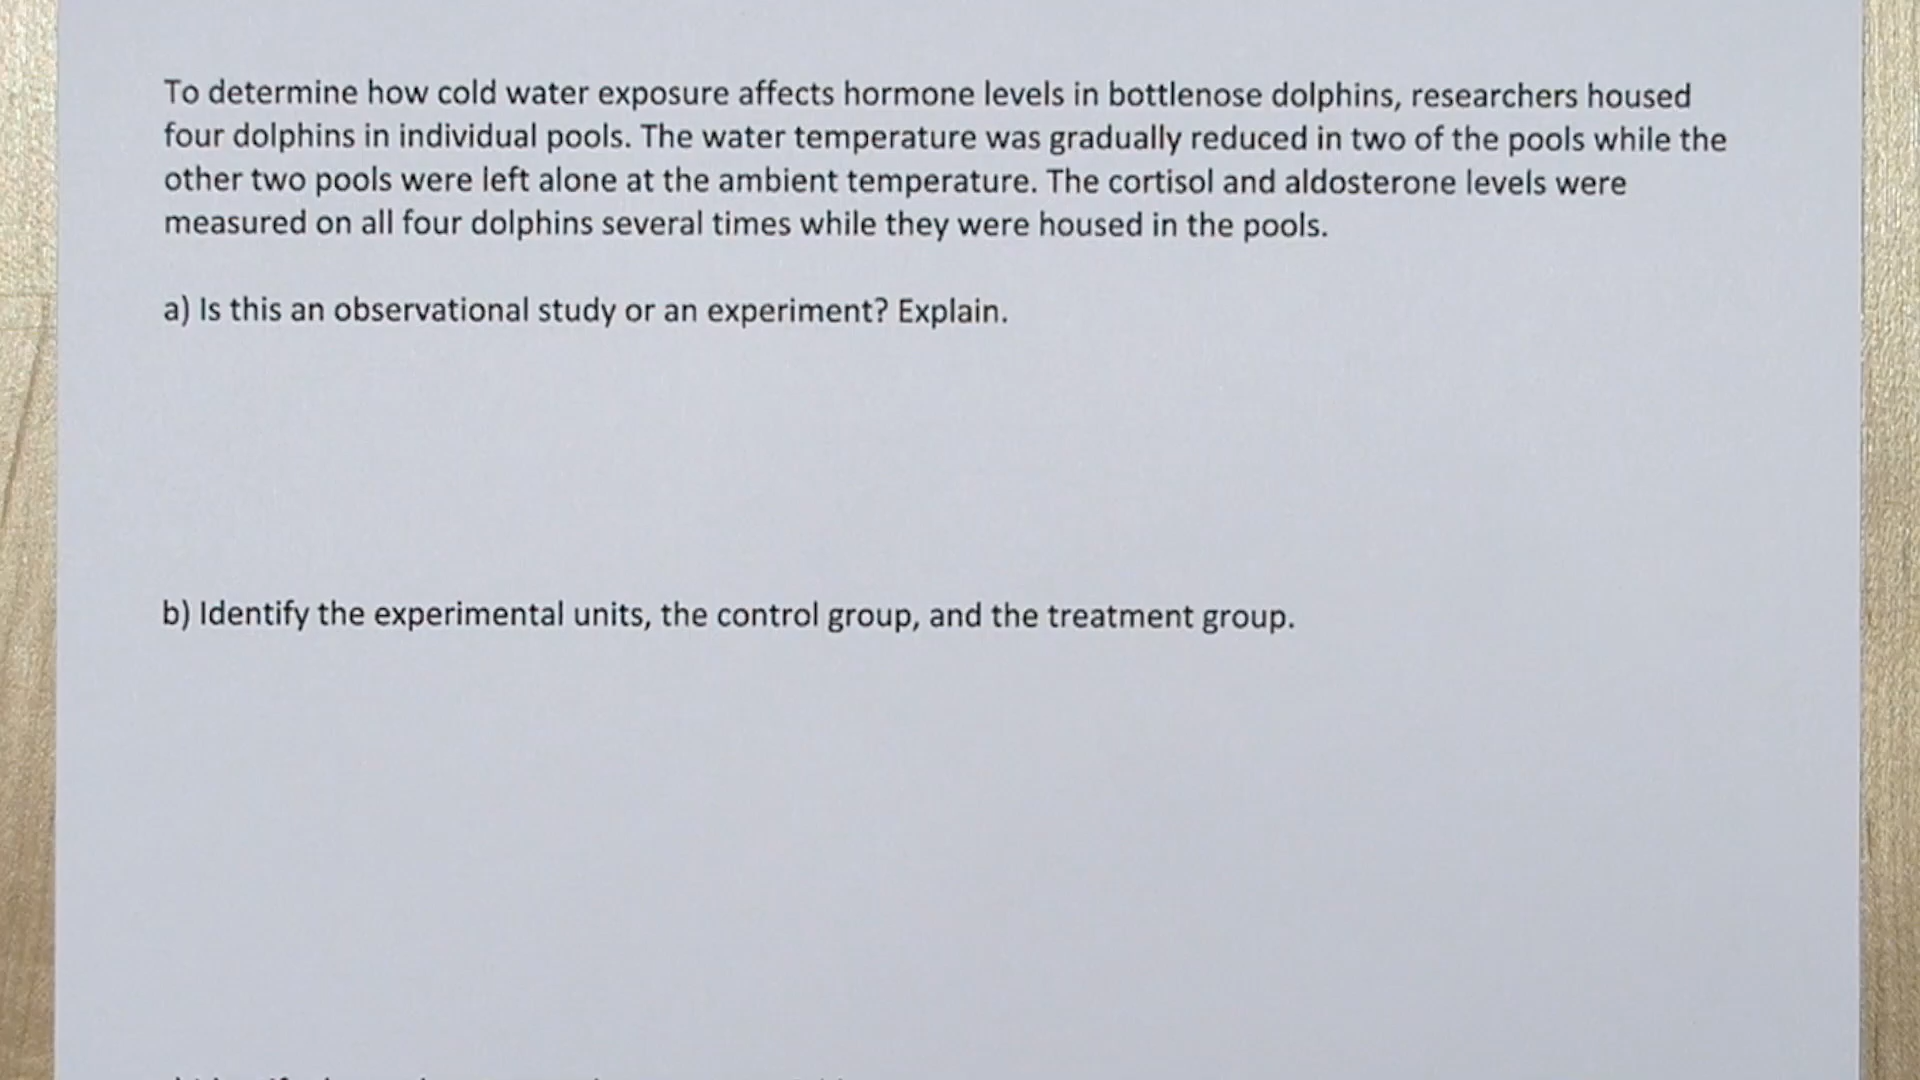 To determine how cold water exposure affects hormone levels in bottlenose dolphins, researchers housed
four dolphins in individual pools. The water temperature was gradually reduced in two of the pools while the
other two pools were left alone at the ambient temperature. The cortisol and aldosterone levels were
measured on all four dolphins several times while they were housed in the pools.
a) Is this an observational study or an experiment? Explain.
b) Identify the experimental units, the control group, and the treatment group.